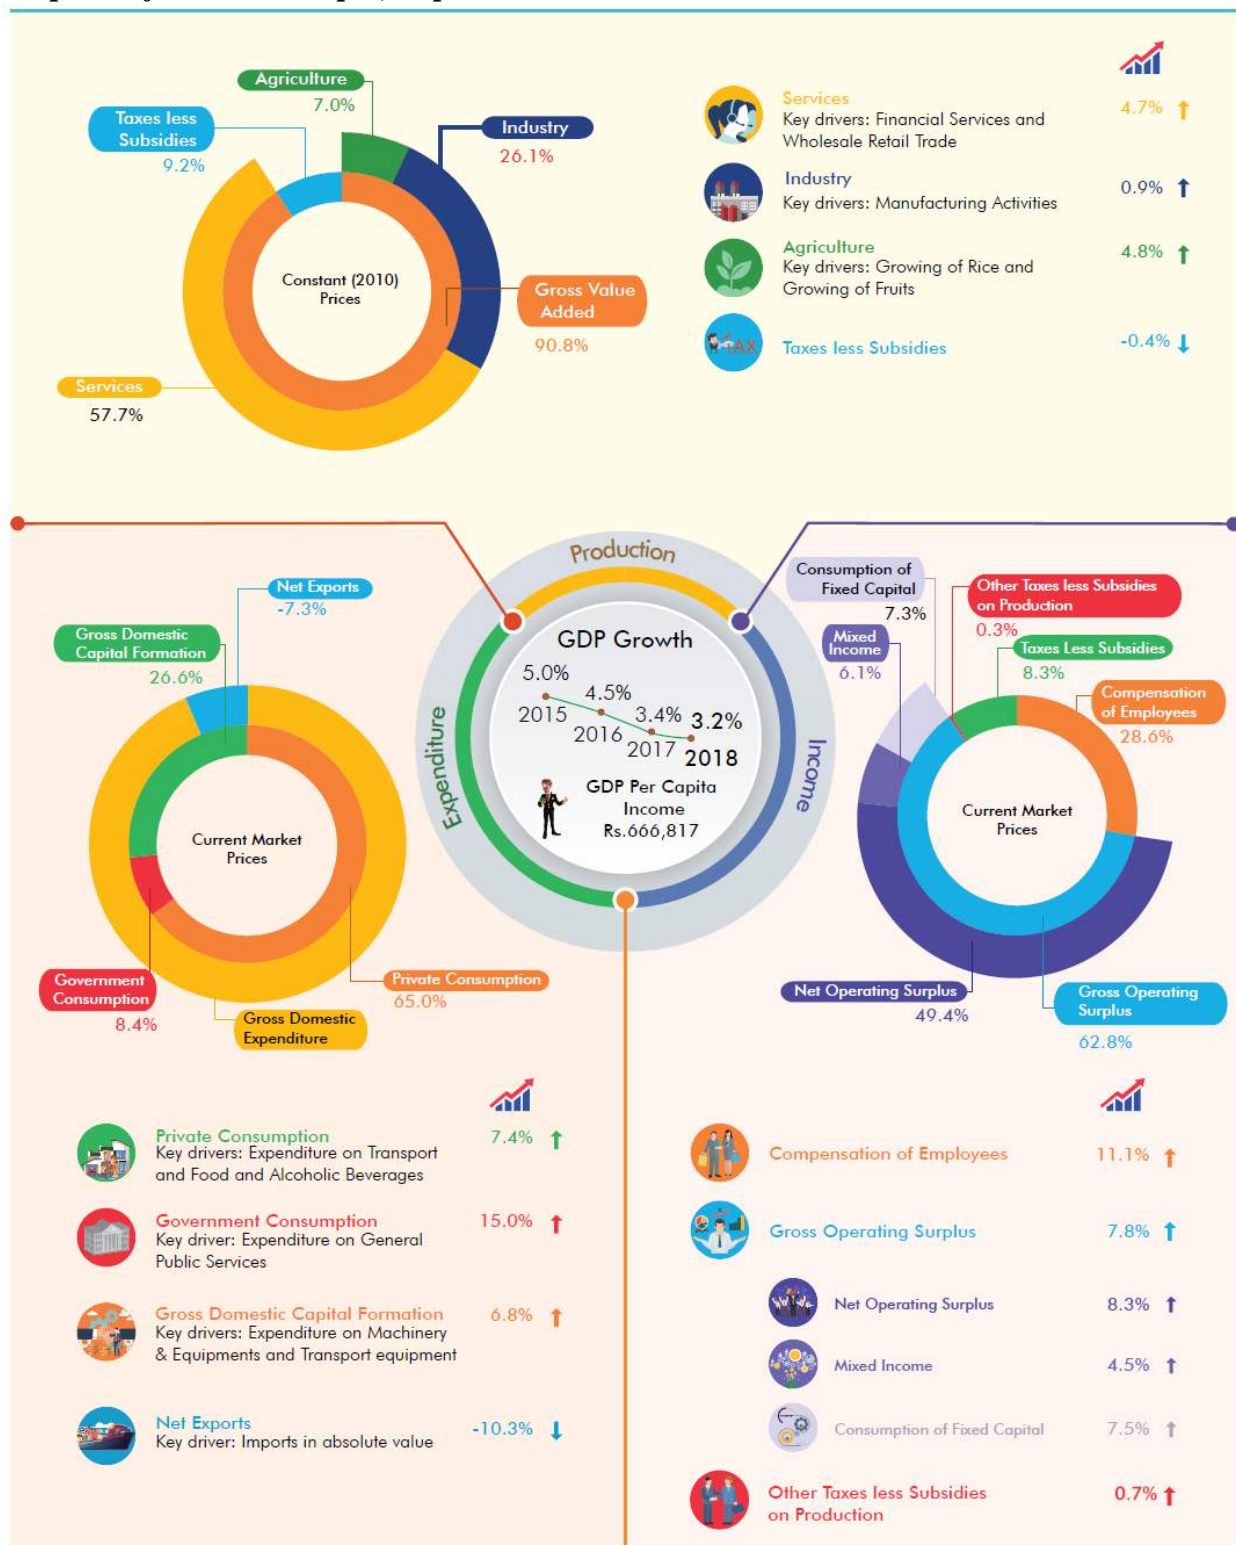 Agriculture
7.0%
Taxes less
Subsidies
9.2%
Industry
26.1%
Constant (2010)
Prices
Gross Value
Added
90.8%
Services
57.7%
Services
Key drivers: Financial Services and
Wholesale Retail Trade
4.7%
Industry
Key drivers: Manufacturing Activities
0.9%
Agriculture
Key drivers: Growing of Rice and
Growing of Fruits
4.8%
TAX
Taxes less Subsidies
-0.4%
Production
Expenditure
Income
GDP Growth
5.0%
2015
4.5%
2016
3.4%
2017
3.2%
2018
GDP Per Capita
Income
Rs.666,817
Net Exports
-7.3%
Gross Domestic
Capital Formation
26.6%
Current Market
Prices
Government
Consumption
8.4%
Private Consumption
65.0%
Gross Domestic
Expenditure
Consumption of
Fixed Capital
7.3%
Other Taxes less Subsidies
on Production
0.3%
Mixed
Income
6.1%
Taxes Less Subsidies
8.3%
Compensation
of Employees
28.6%
Current Market
Prices
Net Operating Surplus
49.4%
Gross Operating
Surplus
62.8%
Private Consumption
Key drivers: Expenditure on Transport
and Food and Alcoholic Beverages
7.4%
Government Consumption
Key driver: Expenditure on General
Public Services
15.0%
Gross Domestic Capital Formation
Key drivers: Expenditure on Machinery
& Equipments and Transport equipment
6.8%
Net Exports
Key driver: Imports in absolute value
-10.3%
Compensation of Employees
11.1%
Gross Operating Surplus
7.8%
Net Operating Surplus
8.3%
Mixed Income
4.5%
Consumption of Fixed Capital
7.5%
Other Taxes less Subsidies
on Production
0.7%